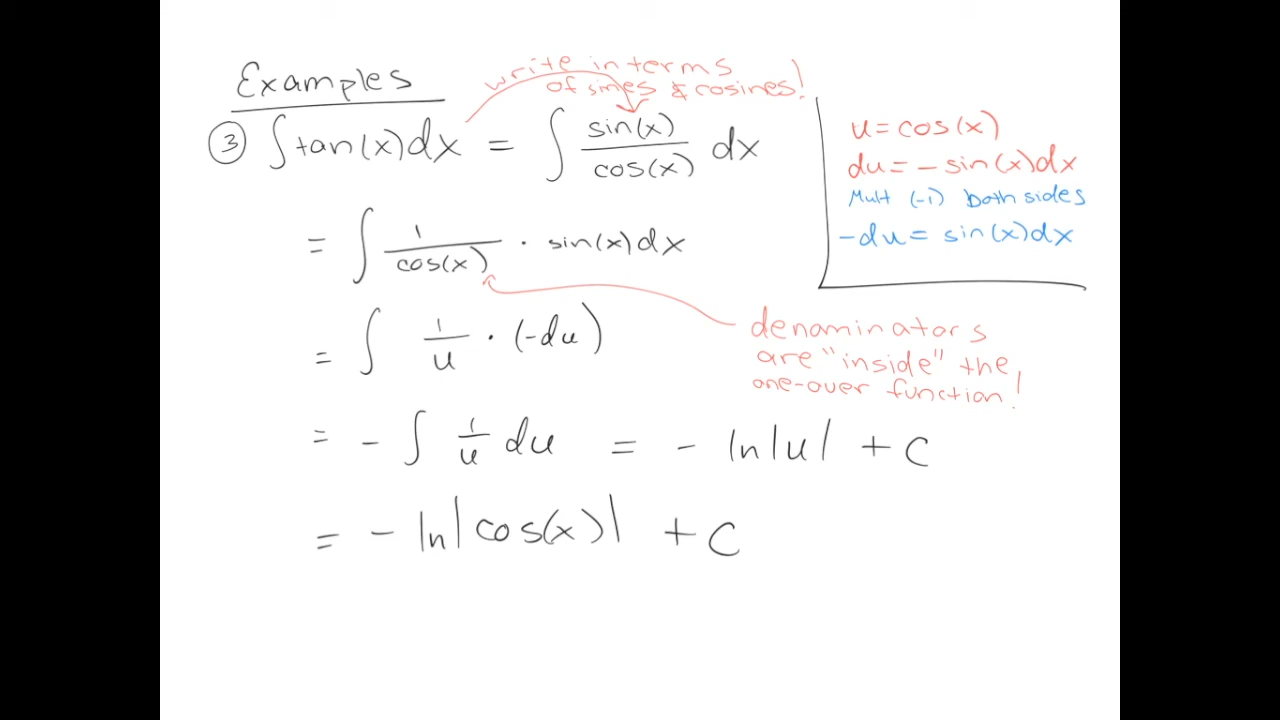 Examples
write in terms
of sines & cosines!
③ ∫ tan(x) dx = ∫ sin(x)/cos(x) dx
= ∫ 1/cos(x) · sin(x) dx
= ∫ 1/u · (-du)
= - ∫ 1/u du = - ln|u| + C
= - ln|cos(x)| + C
u = cos(x)
du = - sin(x) dx
Mult (-1) both sides
-du = sin(x) dx
denaminators
are "inside" the
one-over function!